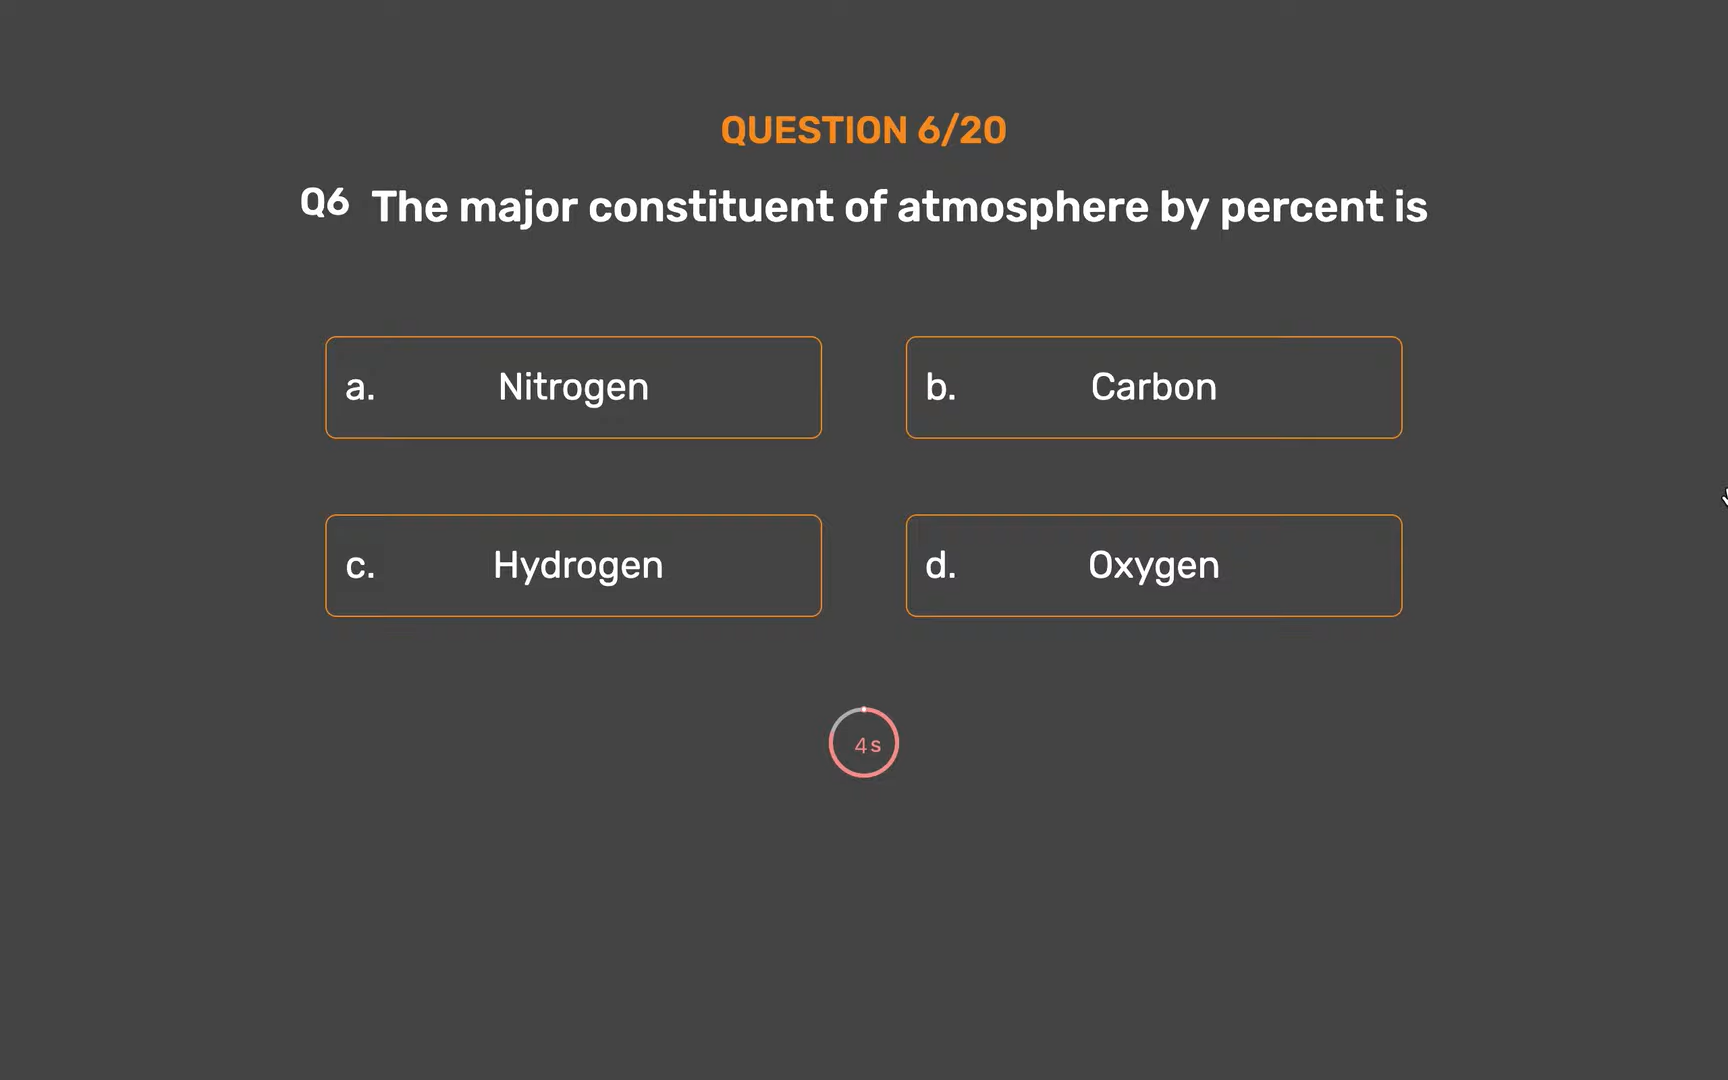 QUESTION 6/20
Q6 The major constituent of atmosphere by percent is
a. Nitrogen
b. Carbon
c. Hydrogen
d. Oxygen
4s